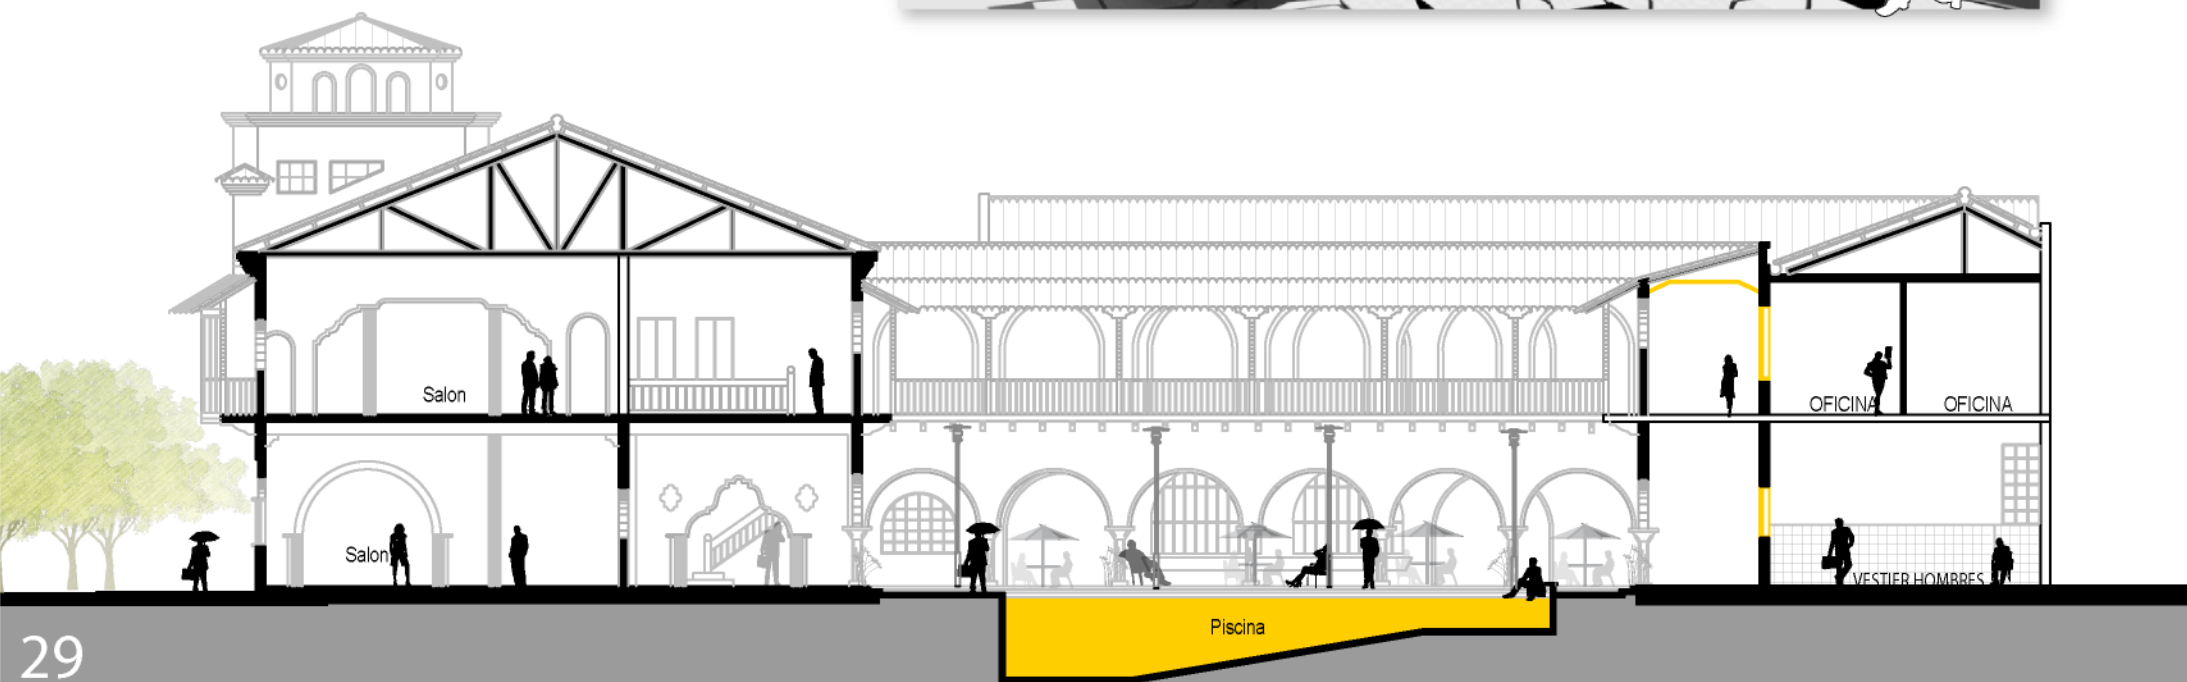 Salon
OFICINA
OFICINA
Salon
VESTIER HOMBRES
Piscina
29